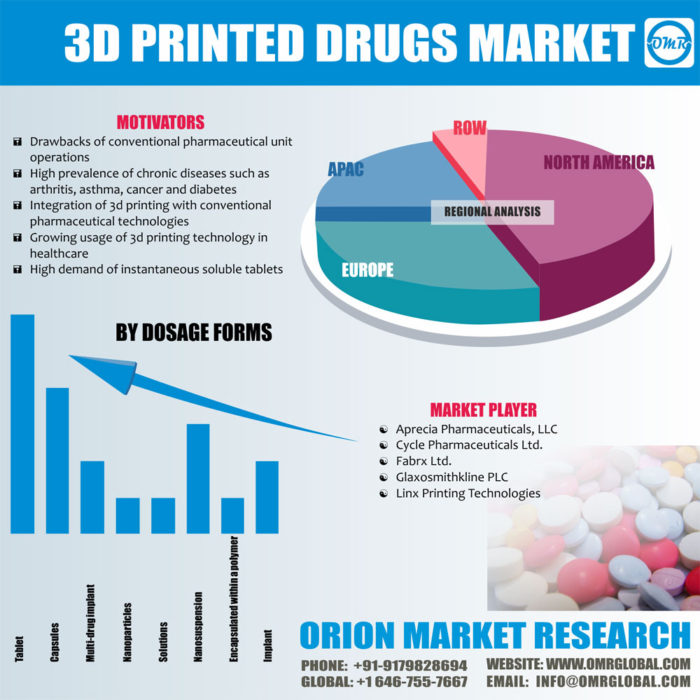 3D PRINTED DRUGS MARKET
OMR
MOTIVATORS
Drawbacks of conventional pharmaceutical unit
operations
High prevalence of chronic diseases such as
arthritis, asthma, cancer and diabetes
Integration of 3d printing with conventional
pharmaceutical technologies
Growing usage of 3d printing technology in
healthcare
High demand of instantaneous soluble tablets
ROW
NORTH AMERICA
APAC
REGIONAL ANALYSIS
EUROPE
BY DOSAGE FORMS
Tablet
Capsules
Multi-drug implant
Nanoparticles
Solutions
Nanosuspension
Encapsulated within a polymer
Implant
MARKET PLAYER
Aprecia Pharmaceuticals, LLC
Cycle Pharmaceuticals Ltd.
Fabrx Ltd.
Glaxosmithkline PLC
Linx Printing Technologies
ORION MARKET RESEARCH
PHONE: +91-9179828694
GLOBAL: +1 646-755-7667
WEBSITE: WWW.OMRGLOBAL.COM
EMAIL: INFO@OMRGLOBAL.COM